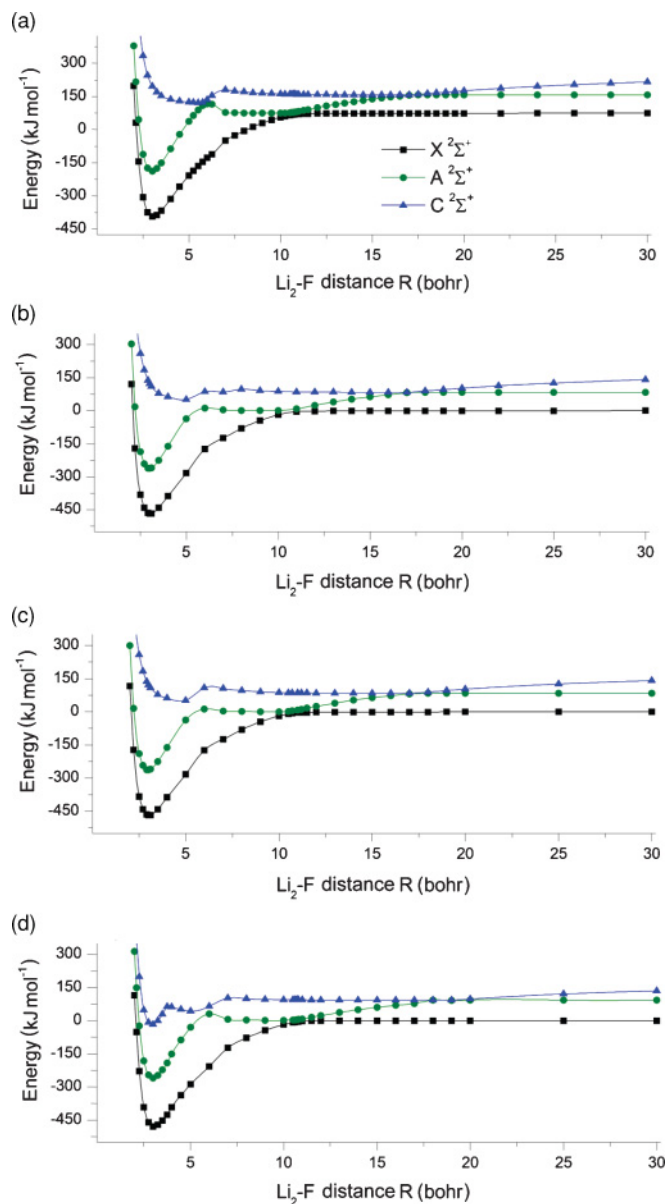 (a)
300
150
0
-150
-300
-450
Energy (kJ mol⁻¹)
X ²Σ⁺
A ²Σ⁺
C ²Σ⁺
5 10 15 20 25 30
Li₂-F distance R (bohr)
(b)
300
150
0
-150
-300
-450
Energy (kJ mol⁻¹)
5 10 15 20 25 30
Li₂-F distance R (bohr)
(c)
300
150
0
-150
-300
-450
Energy (kJ mol⁻¹)
5 10 15 20 25 30
Li₂-F distance R (bohr)
(d)
300
150
0
-150
-300
-450
Energy (kJ mol⁻¹)
5 10 15 20 25 30
Li₂-F distance R (bohr)